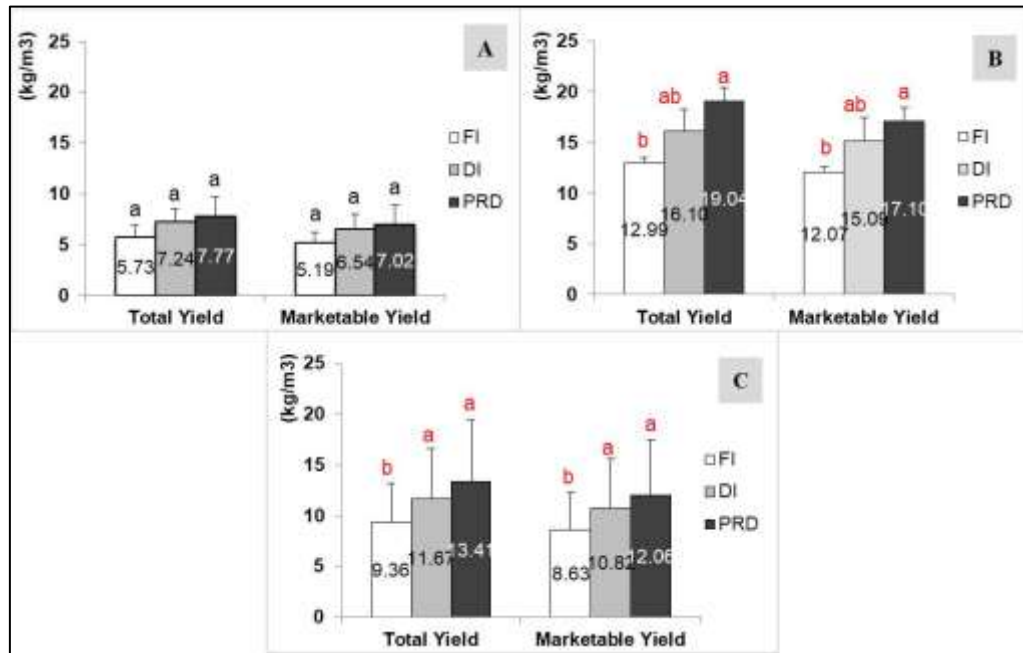 (kg/m3)
25
20
15
10
5
0
A
a a a a a a
5.73 7.24 7.77 5.19 6.54 7.02
Total Yield Marketable Yield
FI
DI
PRD
(kg/m3)
25
20
15
10
5
0
B
b ab a b ab a
12.99 16.10 19.04 12.07 15.09 17.10
Total Yield Marketable Yield
FI
DI
PRD
(kg/m3)
25
20
15
10
5
0
C
b a a b a a
9.36 11.67 13.41 8.63 10.82 12.06
Total Yield Marketable Yield
FI
DI
PRD